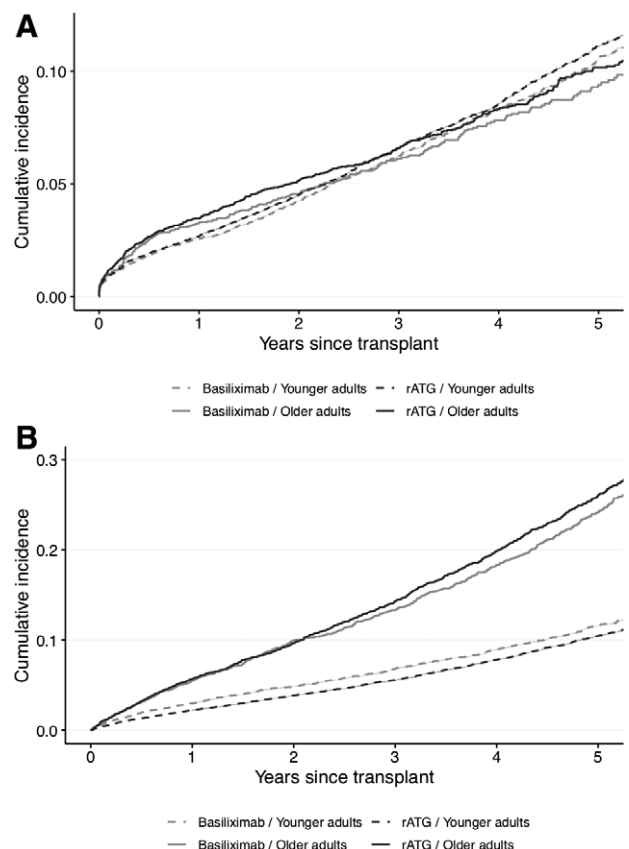 A
Cumulative incidence
0.10
0.05
0.00
0 1 2 3 4 5
Years since transplant
Basiliximab / Younger adults rATG / Younger adults
Basiliximab / Older adults rATG / Older adults
B
Cumulative incidence
0.3
0.2
0.1
0.0
0 1 2 3 4 5
Years since transplant
Basiliximab / Younger adults rATG / Younger adults
Basiliximab / Older adults rATG / Older adults